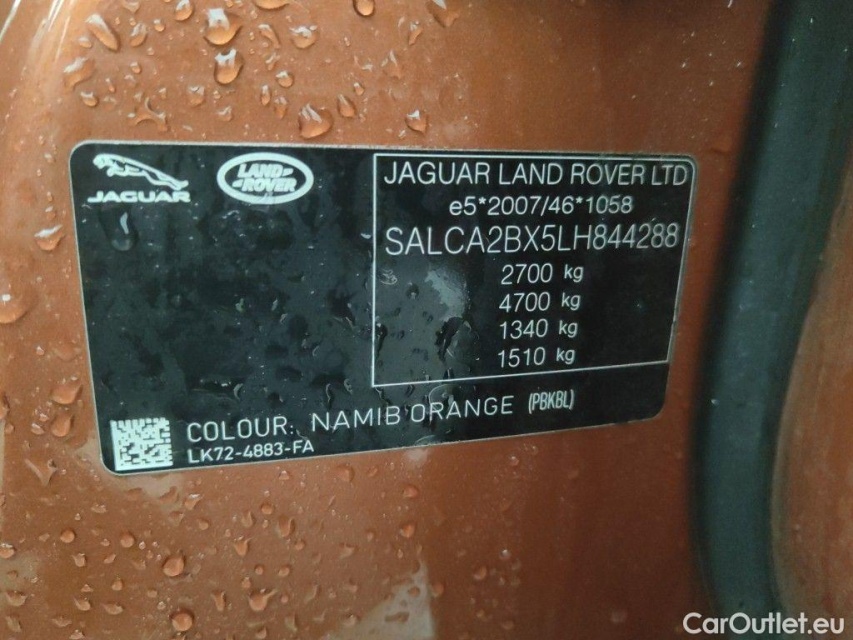 JAGUAR
LAND ROVER
JAGUAR LAND ROVER LTD
e5*2007/46*1058
SALCA2BX5LH844288
2700 kg
4700 kg
1340 kg
1510 kg
COLOUR: NAMIB ORANGE (PBKBL)
LK72-4883-FA
CarOutlet.eu